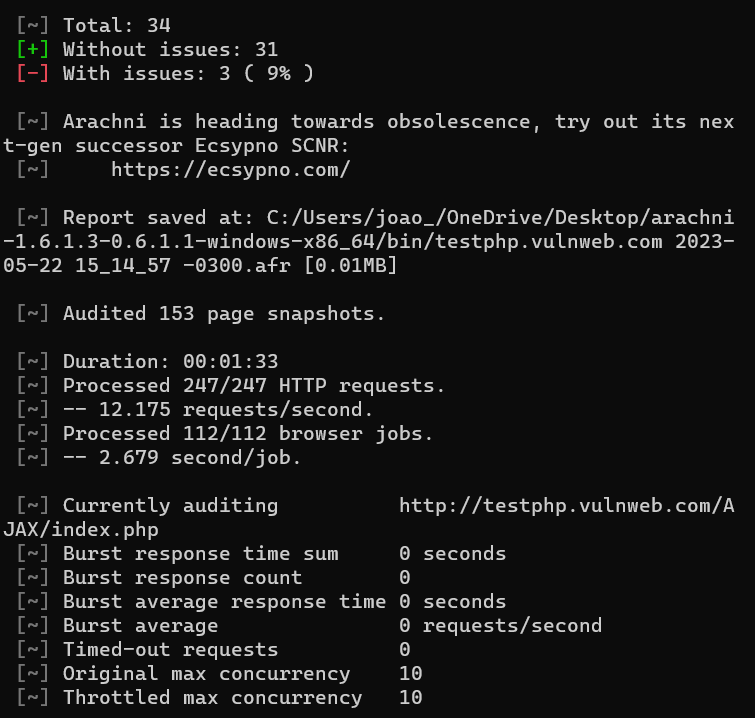 [~] Total: 34
[+] Without issues: 31
[-] With issues: 3 ( 9% )
[~] Arachni is heading towards obsolescence, try out its nex
t-gen successor Ecsypno SCNR:
[~]     https://ecsypno.com/
[~] Report saved at: C:/Users/joao_/OneDrive/Desktop/arachni
-1.6.1.3-0.6.1.1-windows-x86_64/bin/testphp.vulnweb.com 2023-
05-22 15_14_57 -0300.afr [0.01MB]
[~] Audited 153 page snapshots.
[~] Duration: 00:01:33
[~] Processed 247/247 HTTP requests.
[~] -- 12.175 requests/second.
[~] Processed 112/112 browser jobs.
[~] -- 2.679 second/job.
[~] Currently auditing          http://testphp.vulnweb.com/A
JAX/index.php
[~] Burst response time sum     0 seconds
[~] Burst response count        0
[~] Burst average response time 0 seconds
[~] Burst average               0 requests/second
[~] Timed-out requests          0
[~] Original max concurrency    10
[~] Throttled max concurrency   10